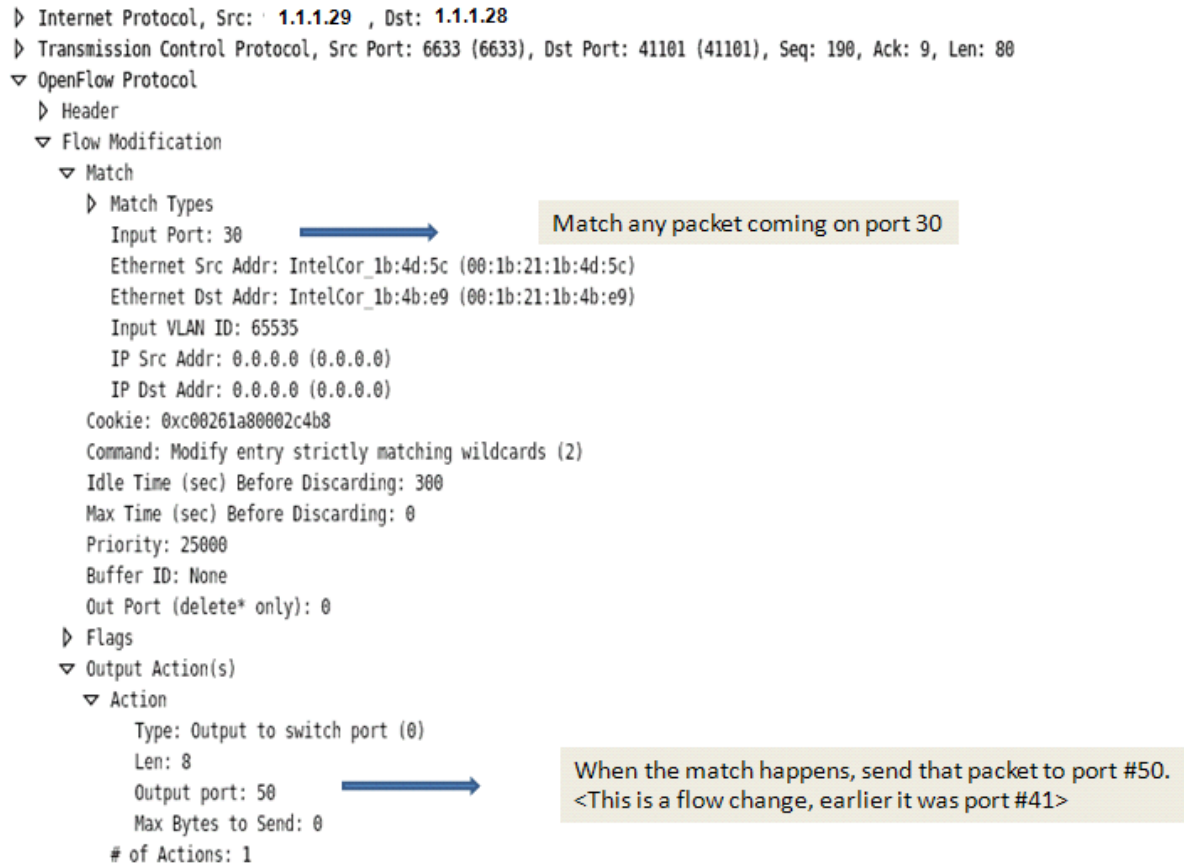 Internet Protocol, Src: 1.1.1.29 , Dst: 1.1.1.28
Transmission Control Protocol, Src Port: 6633 (6633), Dst Port: 41101 (41101), Seq: 190, Ack: 9, Len: 80
OpenFlow Protocol
Header
Flow Modification
Match
Match Types
Input Port: 30
Match any packet coming on port 30
Ethernet Src Addr: IntelCor_1b:4d:5c (00:1b:21:1b:4d:5c)
Ethernet Dst Addr: IntelCor_1b:4b:e9 (00:1b:21:1b:4b:e9)
Input VLAN ID: 65535
IP Src Addr: 0.0.0.0 (0.0.0.0)
IP Dst Addr: 0.0.0.0 (0.0.0.0)
Cookie: 0xc00261a80002c4b8
Command: Modify entry strictly matching wildcards (2)
Idle Time (sec) Before Discarding: 300
Max Time (sec) Before Discarding: 0
Priority: 25000
Buffer ID: None
Out Port (delete* only): 0
Flags
Output Action(s)
Action
Type: Output to switch port (0)
Len: 8
Output port: 50
When the match happens, send that packet to port #50.
<This is a flow change, earlier it was port #41>
Max Bytes to Send: 0
# of Actions: 1